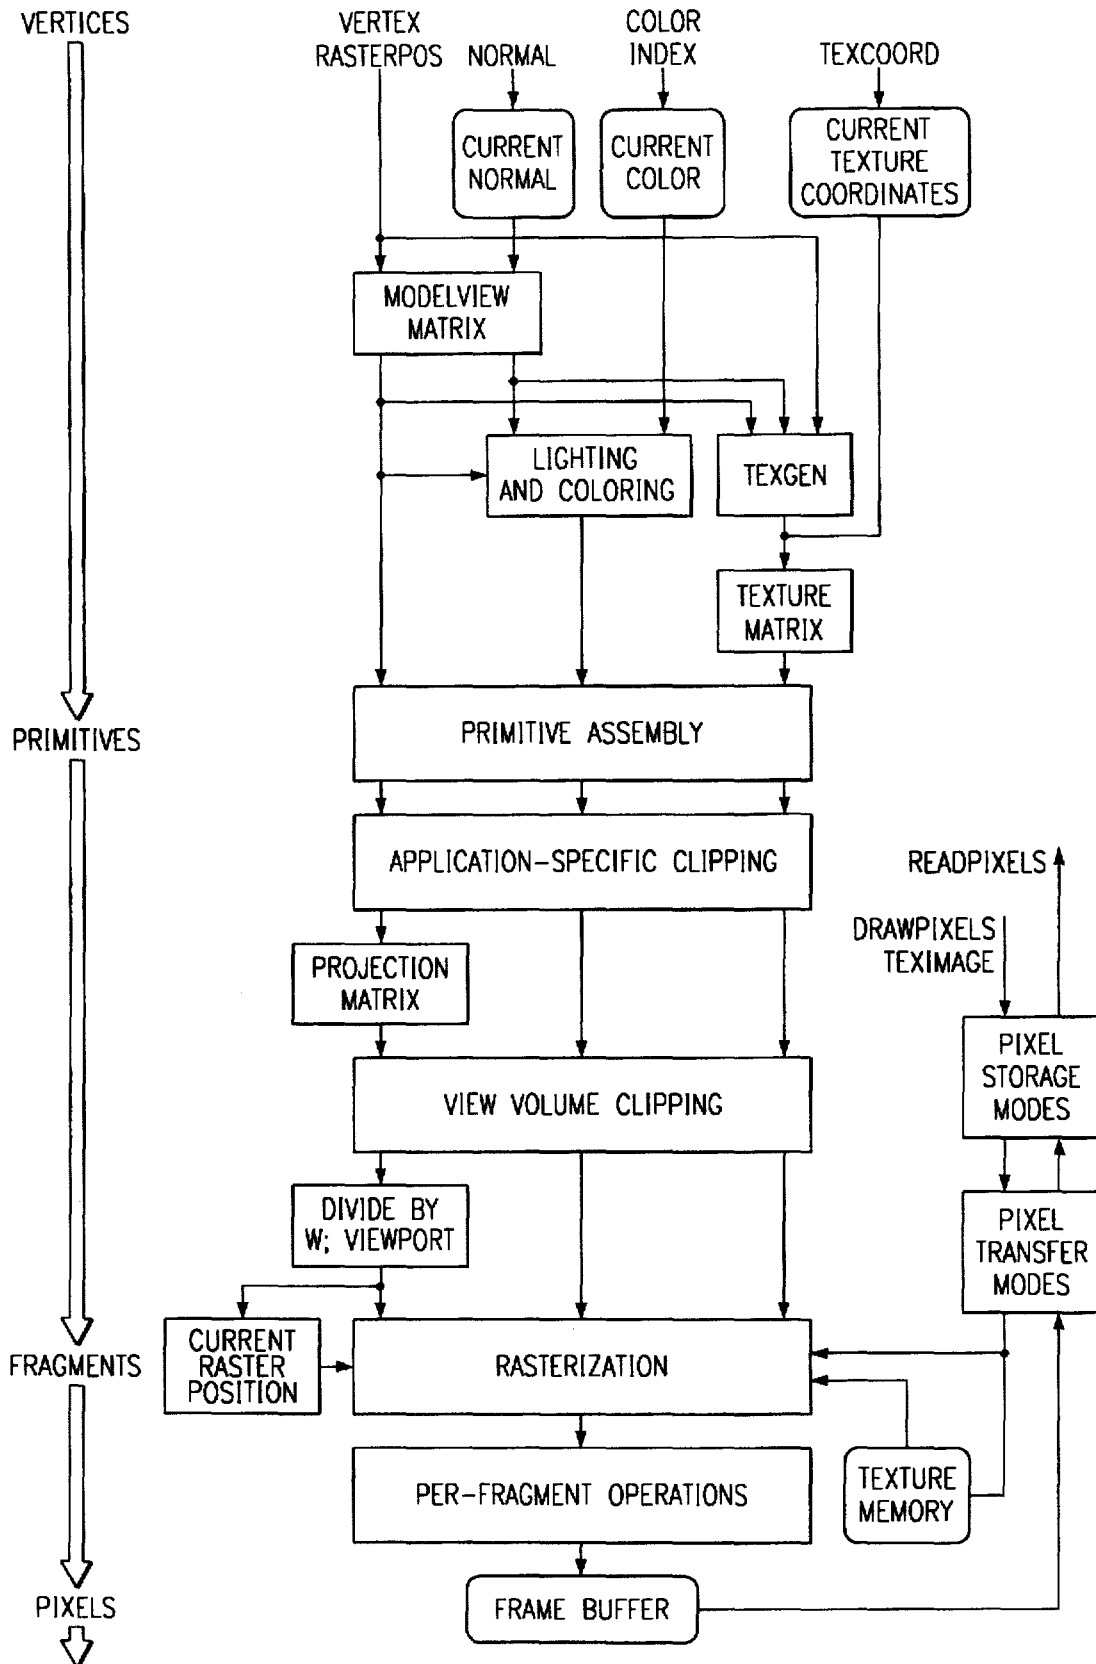 VERTICES
VERTEX
RASTERPOS
NORMAL
COLOR
INDEX
TEXCOORD
CURRENT
NORMAL
CURRENT
COLOR
CURRENT
TEXTURE
COORDINATES
MODELVIEW
MATRIX
LIGHTING
AND COLORING
TEXGEN
TEXTURE
MATRIX
PRIMITIVES
PRIMITIVE ASSEMBLY
APPLICATION-SPECIFIC CLIPPING
READPIXELS
DRAWPIXELS
TEXIMAGE
PROJECTION
MATRIX
PIXEL
STORAGE
MODES
VIEW VOLUME CLIPPING
DIVIDE BY
W; VIEWPORT
PIXEL
TRANSFER
MODES
FRAGMENTS
CURRENT
RASTER
POSITION
RASTERIZATION
PER-FRAGMENT OPERATIONS
TEXTURE
MEMORY
PIXELS
FRAME BUFFER